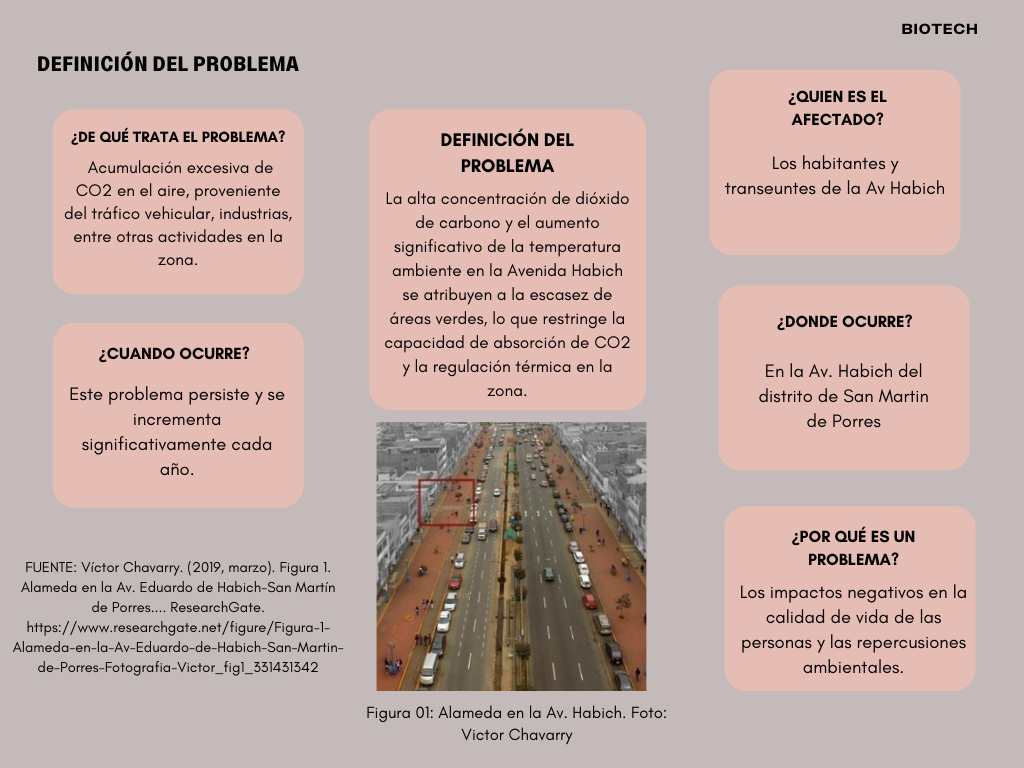 BIOTECH
DEFINICIÓN DEL PROBLEMA
¿DE QUÉ TRATA EL PROBLEMA?
Acumulación excesiva de
CO2 en el aire, proveniente
del tráfico vehicular, industrias,
entre otras actividades en la
zona.
¿CUANDO OCURRE?
Este problema persiste y se
incrementa
significativamente cada
año.
FUENTE: Víctor Chavarry. (2019, marzo). Figura 1.
Alameda en la Av. Eduardo de Habich-San Martín
de Porres.... ResearchGate.
https://www.researchgate.net/figure/Figura-1-
Alameda-en-la-Av-Eduardo-de-Habich-San-Martin-
de-Porres-Fotografia-Victor_fig1_331431342
DEFINICIÓN DEL
PROBLEMA
La alta concentración de dióxido
de carbono y el aumento
significativo de la temperatura
ambiente en la Avenida Habich
se atribuyen a la escasez de
áreas verdes, lo que restringe la
capacidad de absorción de CO2
y la regulación térmica en la
zona.
Figura 01: Alameda en la Av. Habich. Foto:
Victor Chavarry
¿QUIEN ES EL
AFECTADO?
Los habitantes y
transeuntes de la Av Habich
¿DONDE OCURRE?
En la Av. Habich del
distrito de San Martin
de Porres
¿POR QUÉ ES UN
PROBLEMA?
Los impactos negativos en la
calidad de vida de las
personas y las repercusiones
ambientales.